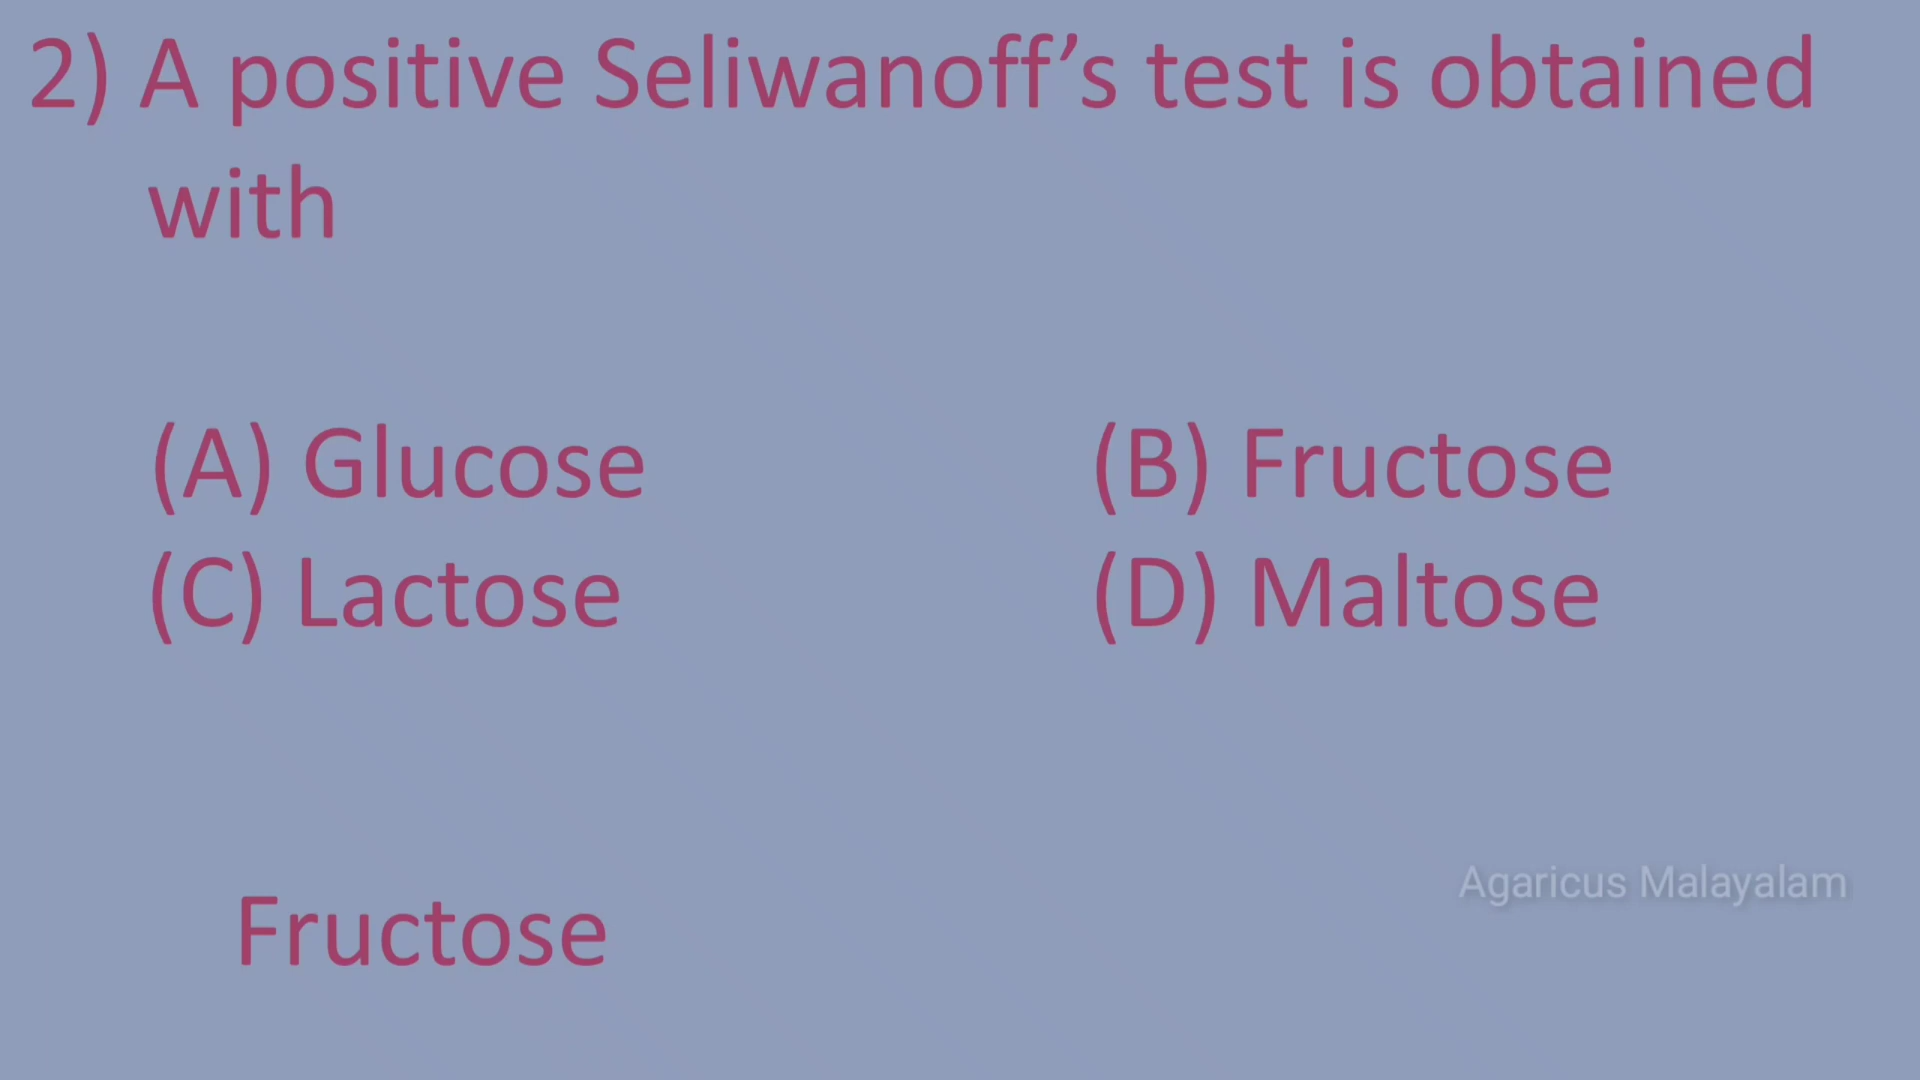 2) A positive Seliwanoff’s test is obtained
with
(A) Glucose (B) Fructose
(C) Lactose (D) Maltose
Agaricus Malayalam
Fructose